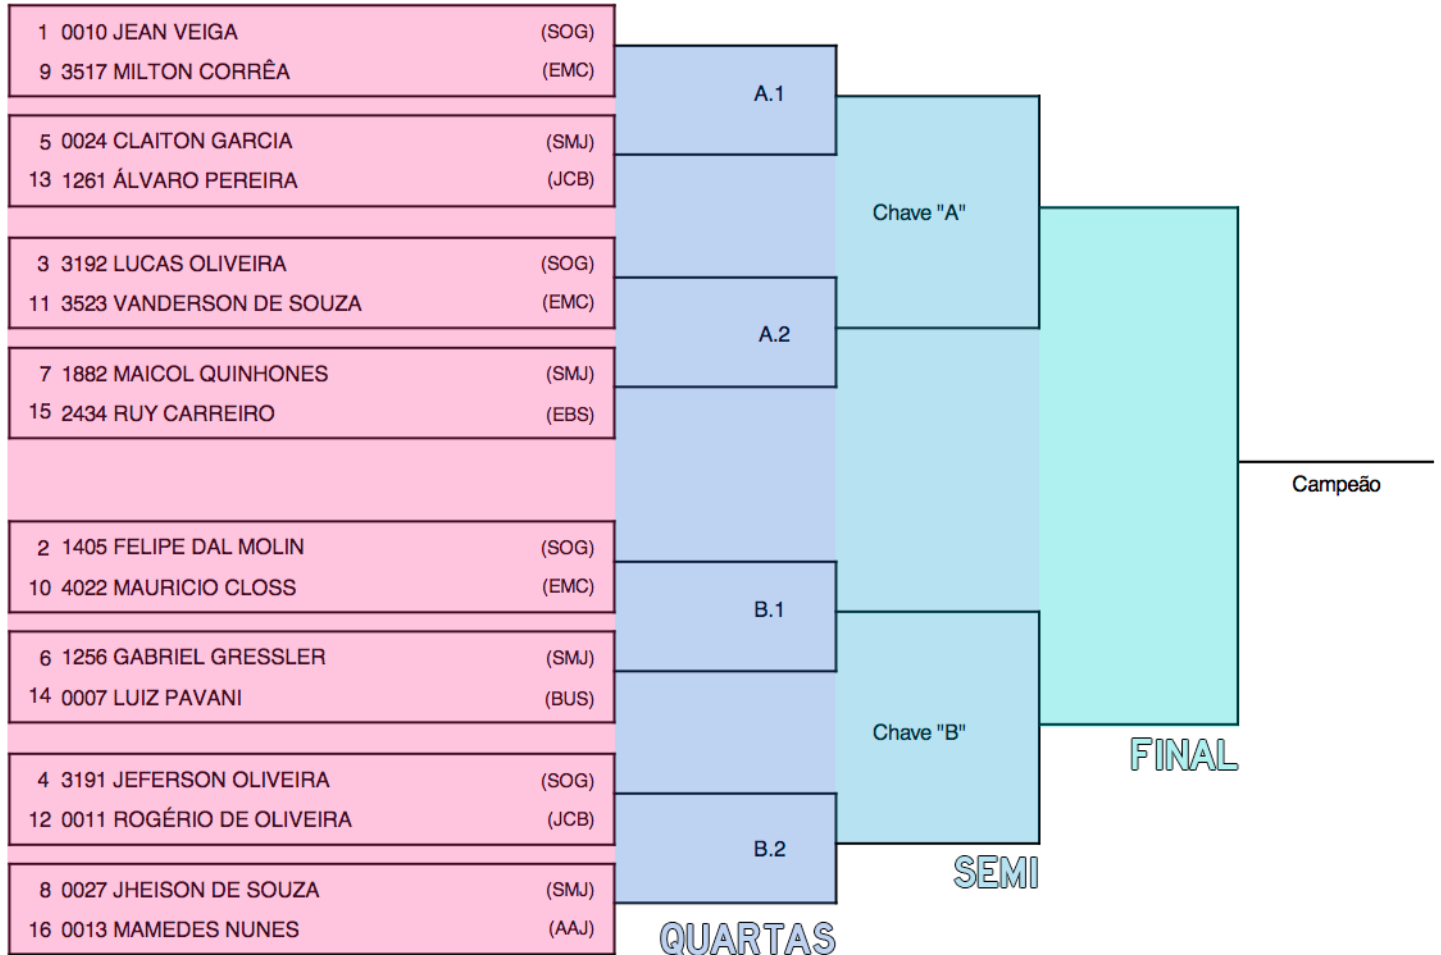 1 0010 JEAN VEIGA (SOG)
9 3517 MILTON CORRÊA (EMC)
A.1
5 0024 CLAITON GARCIA (SMJ)
13 1261 ÁLVARO PEREIRA (JCB)
Chave "A"
3 3192 LUCAS OLIVEIRA (SOG)
11 3523 VANDERSON DE SOUZA (EMC)
A.2
7 1882 MAICOL QUINHONES (SMJ)
15 2434 RUY CARREIRO (EBS)
Campeão
2 1405 FELIPE DAL MOLIN (SOG)
10 4022 MAURICIO CLOSS (EMC)
B.1
6 1256 GABRIEL GRESSLER (SMJ)
14 0007 LUIZ PAVANI (BUS)
Chave "B"
FINAL
4 3191 JEFERSON OLIVEIRA (SOG)
12 0011 ROGÉRIO DE OLIVEIRA (JCB)
B.2
SEMI
8 0027 JHEISON DE SOUZA (SMJ)
16 0013 MAMEDES NUNES (AAJ)
QUARTAS